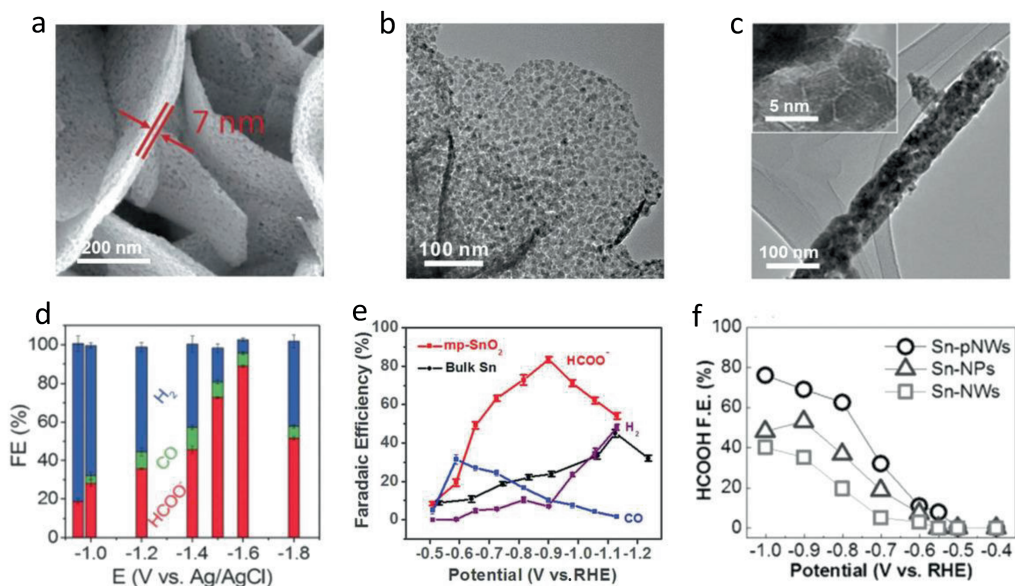 a
7 nm
200 nm
b
100 nm
c
5 nm
100 nm
d
FE (%)
100
80
60
40
20
0
H₂
CO
HCOO⁻
-1.0
-1.2
-1.4
-1.6
-1.8
E (V vs. Ag/AgCl)
e
Faradaic Efficiency (%)
100
80
60
40
20
0
mp-SnO₂
Bulk Sn
HCOO⁻
H₂
CO
-0.5 -0.6 -0.7 -0.8 -0.9 -1.0 -1.1 -1.2
Potential (V vs.RHE)
f
HCOOH F.E. (%)
100
80
60
40
20
0
Sn-pNWs
Sn-NPs
Sn-NWs
-1.0 -0.9 -0.8 -0.7 -0.6 -0.5 -0.4
Potential (V vs. RHE)